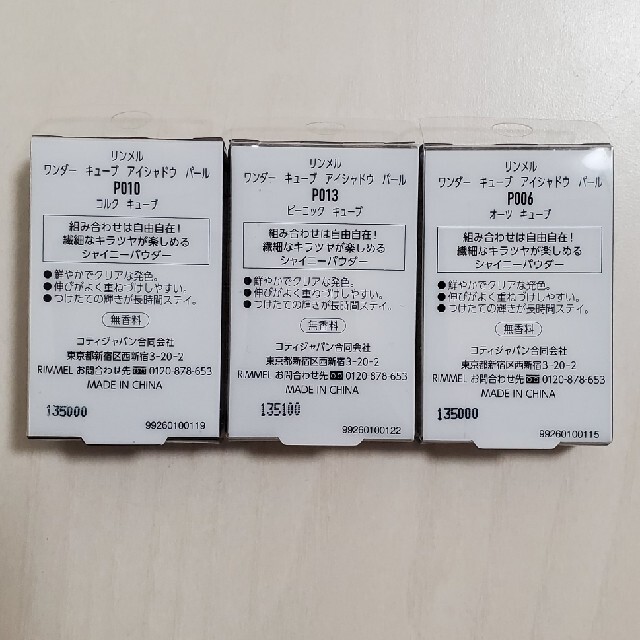 リンメル
ワンダー キューブ アイシャドウ パール
P010
コルク キューブ
組み合わせは自由自在！
繊細なキラツヤが楽しめる
シャイニーパウダー
●鮮やかでクリアな発色。
●伸びがよく重ねづけしやすい。
●つけたての輝きが長時間ステイ。
無香料
コティジャパン合同会社
東京都新宿区西新宿3-20-2
RIMMEL お問合わせ先 0120-878-653
MADE IN CHINA
135000
99260100119
リンメル
ワンダー キューブ アイシャドウ パール
P013
ピーコック キューブ
組み合わせは自由自在！
繊細なキラツヤが楽しめる
シャイニーパウダー
●鮮やかでクリアな発色。
●伸びがよく重ねづけしやすい。
●つけたての輝きが長時間ステイ。
無香料
コティジャパン合同会社
東京都新宿区西新宿3-20-2
RIMMEL お問合わせ先 0120-878-653
MADE IN CHINA
135100
99260100122
リンメル
ワンダー キューブ アイシャドウ パール
P006
オーツ キューブ
組み合わせは自由自在！
繊細なキラツヤが楽しめる
シャイニーパウダー
●鮮やかでクリアな発色。
●伸びがよく重ねづけしやすい。
●つけたての輝きが長時間ステイ。
無香料
コティジャパン合同会社
東京都新宿区西新宿3-20-2
RIMMEL お問合わせ先 0120-878-653
MADE IN CHINA
135000
99260100115